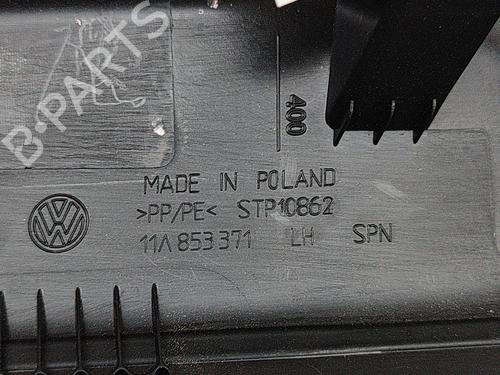 B-PARTS
400
MADE IN POLAND
>PP/PE< STP10862
11A 853 371 LH SPN